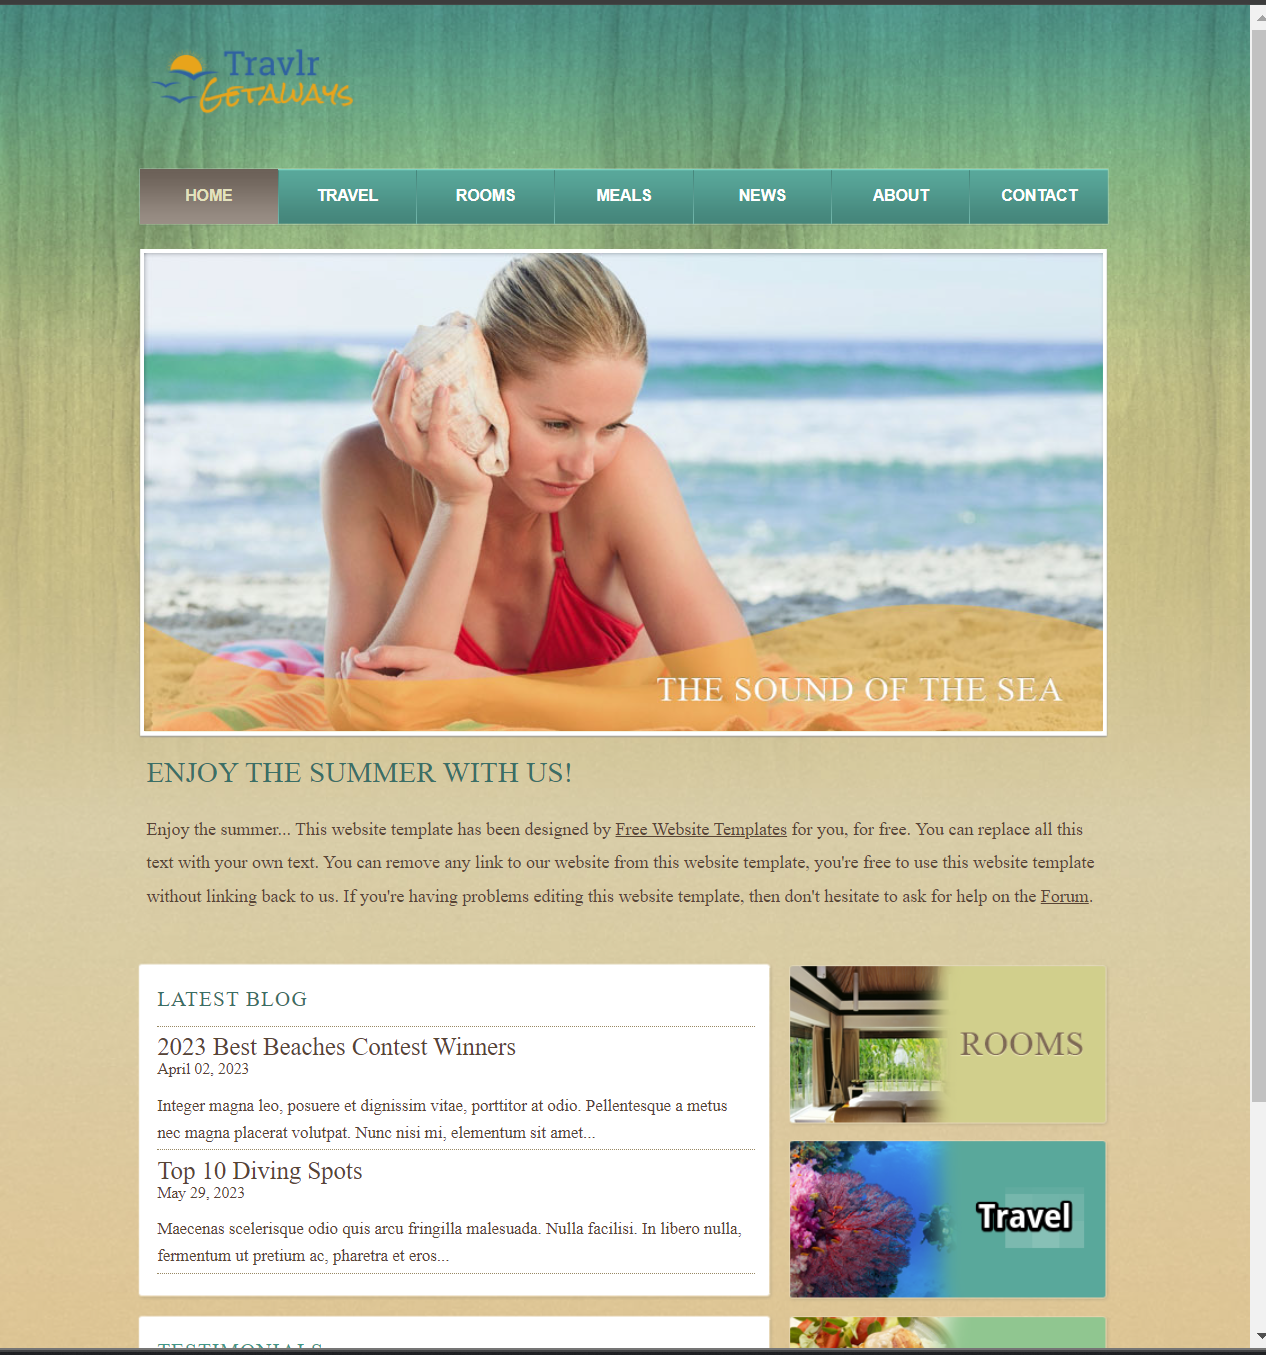 Travlr
GETAWAYS
HOME
TRAVEL
ROOMS
MEALS
NEWS
ABOUT
CONTACT
THE SOUND OF THE SEA
ENJOY THE SUMMER WITH US!
Enjoy the summer... This website template has been designed by Free Website Templates for you, for free. You can replace all this
text with your own text. You can remove any link to our website from this website template, you're free to use this website template
without linking back to us. If you're having problems editing this website template, then don't hesitate to ask for help on the Forum.
LATEST BLOG
2023 Best Beaches Contest Winners
April 02, 2023
Integer magna leo, posuere et dignissim vitae, porttitor at odio. Pellentesque a metus
nec magna placerat volutpat. Nunc nisi mi, elementum sit amet...
Top 10 Diving Spots
May 29, 2023
Maecenas scelerisque odio quis arcu fringilla malesuada. Nulla facilisi. In libero nulla,
fermentum ut pretium ac, pharetra et eros...
ROOMS
Travel
TESTIMONIALS